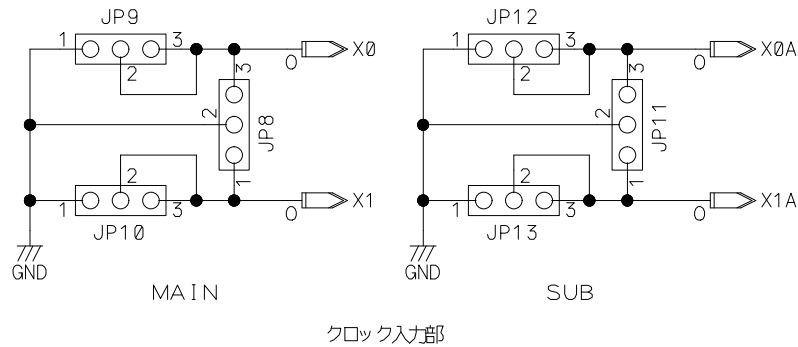 JP9
JP12
1 3 X0
1 3 X0A
0
0
2
2
3
3
2
2
JP8
JP11
2
2
1
1
1 3 X1
1 3 X1A
0
0
JP10
JP13
GND
GND
MAIN
SUB
クロック入力部